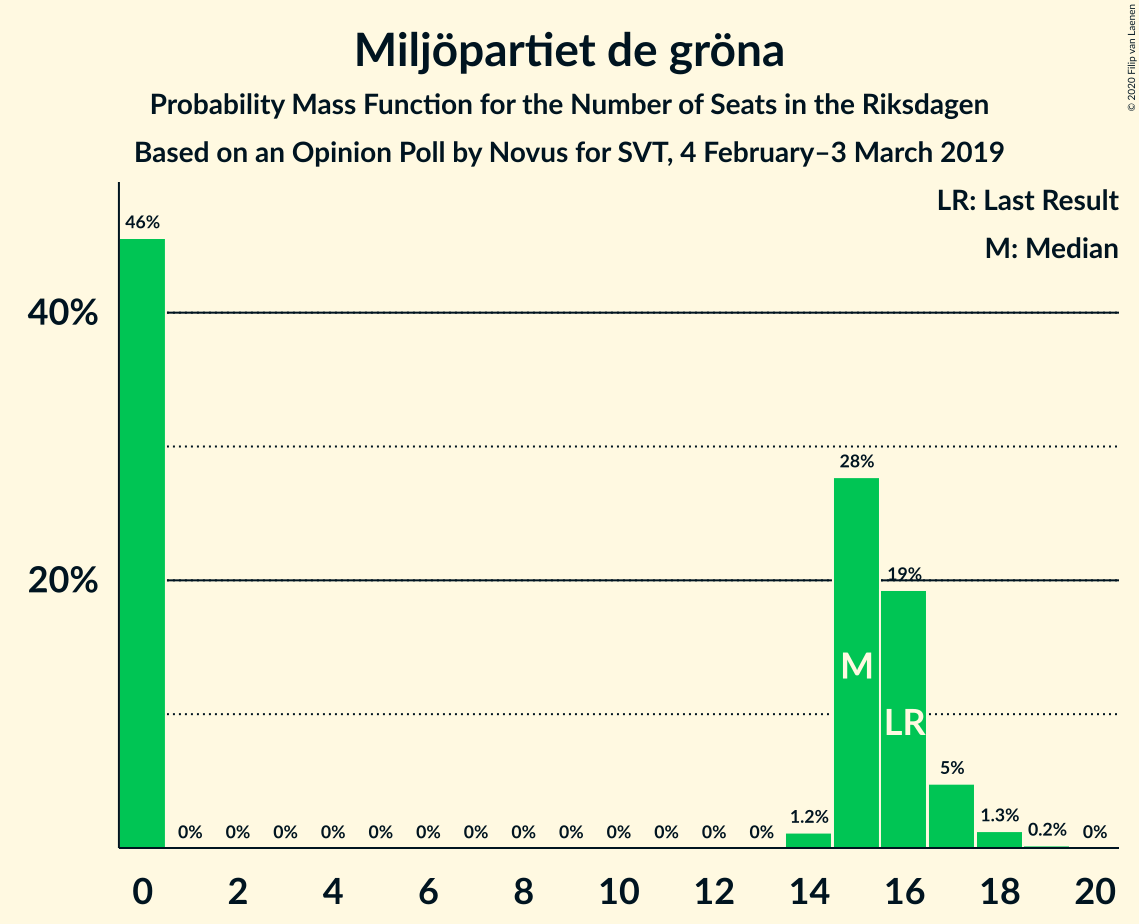 Miljöpartiet de gröna
Probability Mass Function for the Number of Seats in the Riksdagen
Based on an Opinion Poll by Novus for SVT, 4 February–3 March 2019
© 2020 Filip van Laenen
LR: Last Result
M: Median
40%
20%
46%
0%
0%
0%
0%
0%
0%
0%
0%
0%
0%
0%
0%
0%
1.2%
28%
19%
5%
1.3%
0.2%
0%
M
LR
0 2 4 6 8 10 12 14 16 18 20